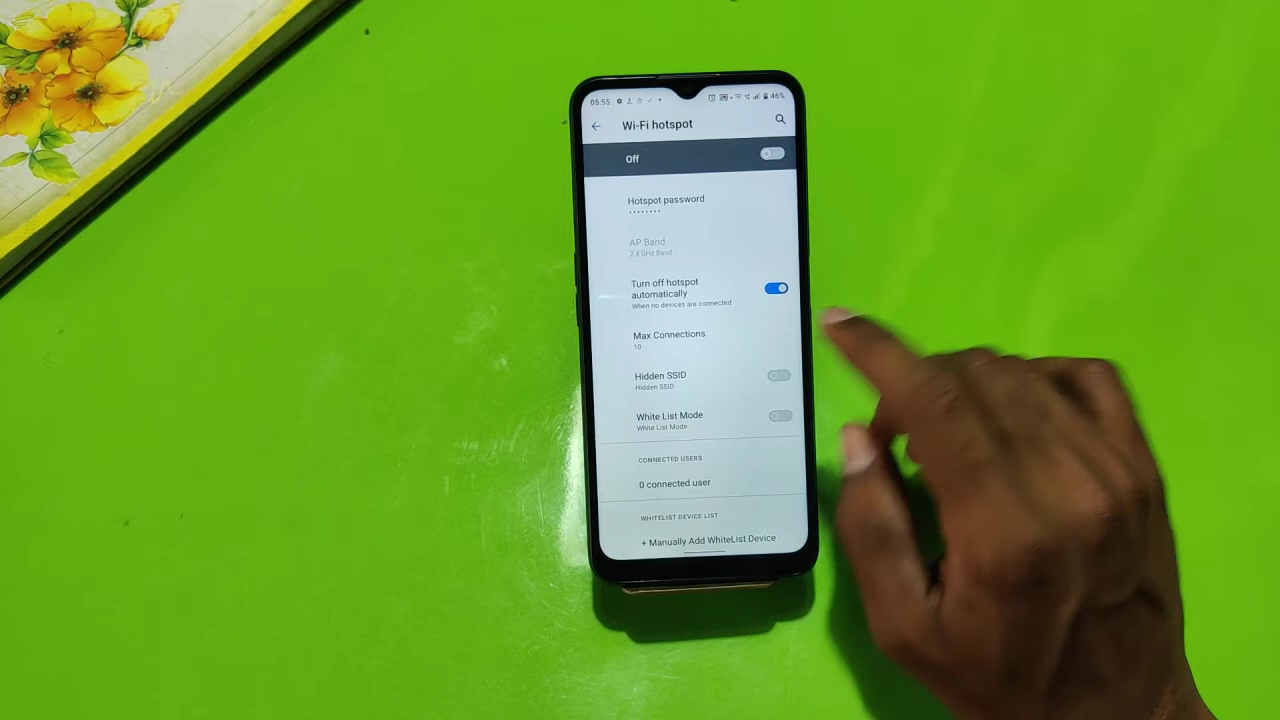 05:55 46%
Wi-Fi hotspot
Off
Hotspot password
••••••••
AP Band
2.4 GHz Band
Turn off hotspot
automatically
When no devices are connected
Max Connections
10
Hidden SSID
Hidden SSID
White List Mode
White List Mode
CONNECTED USERS
0 connected user
WHITELIST DEVICE LIST
+ Manually Add WhiteList Device